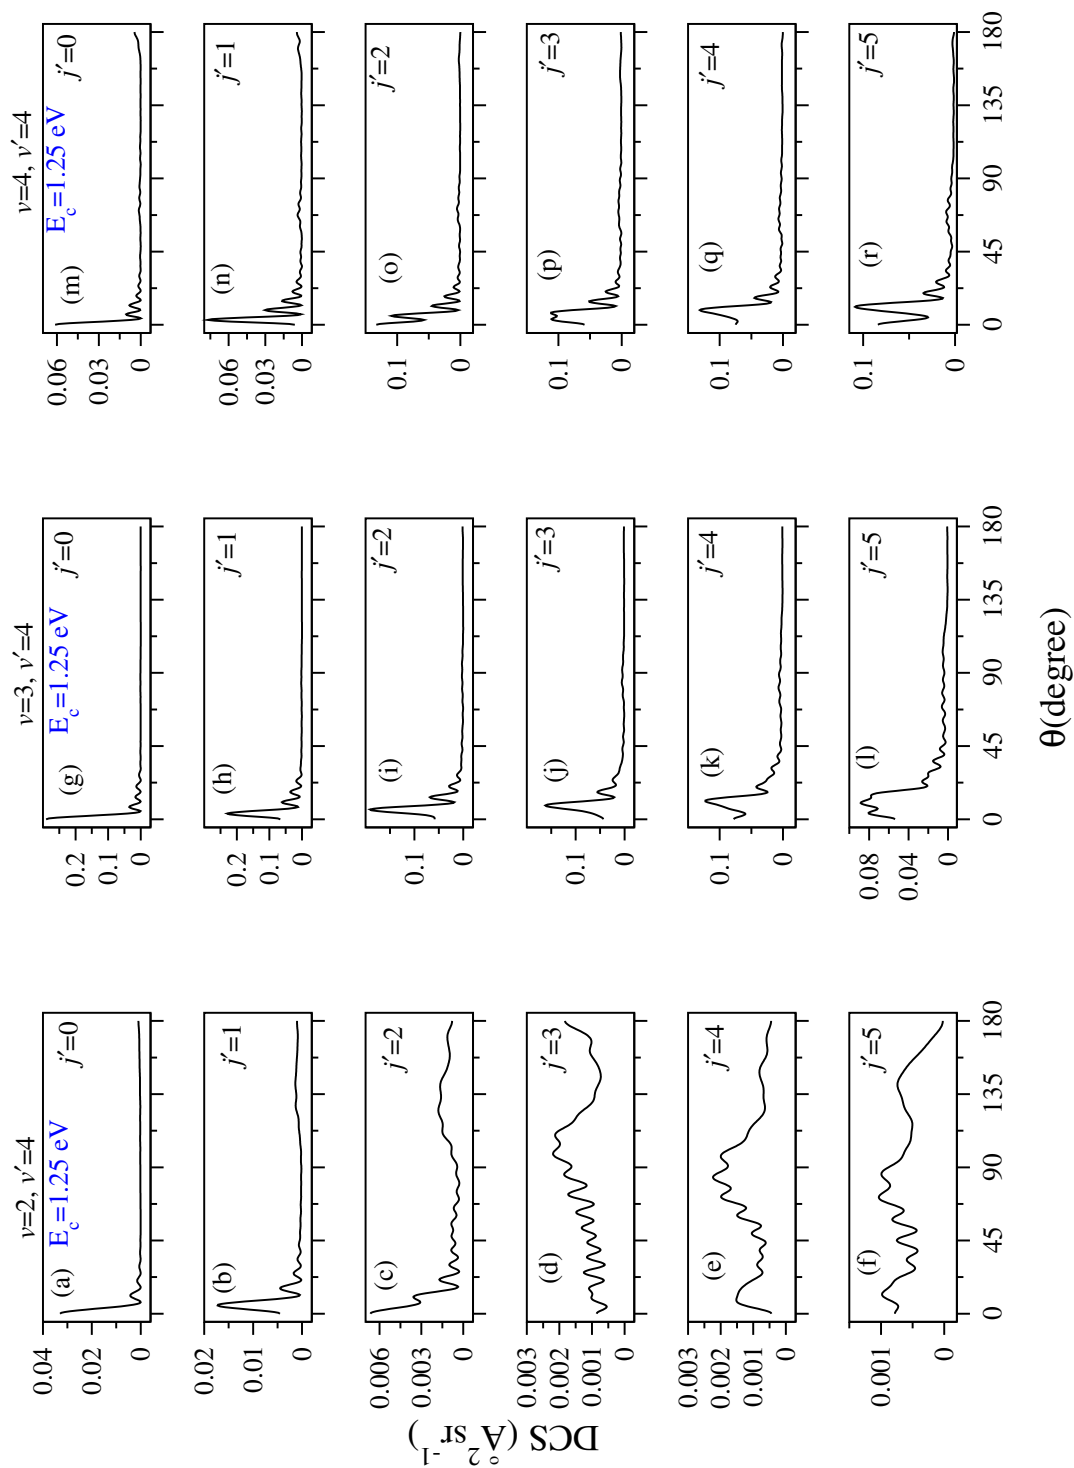 v=2, v′=4
v=3, v′=4
v=4, v′=4
0.04
0.02
0
(a)
E_c=1.25 eV
j′=0
0.2
0.1
0
(g)
E_c=1.25 eV
j′=0
0.06
0.03
0
(m)
E_c=1.25 eV
j′=0
0.02
0.01
0
(b)
j′=1
0.2
0.1
0
(h)
j′=1
0.06
0.03
0
(n)
j′=1
0.006
0.003
0
(c)
j′=2
0.1
0
(i)
j′=2
0.1
0
(o)
j′=2
0.003
0.002
0.001
0
(d)
j′=3
0.1
0
(j)
j′=3
0.1
0
(p)
j′=3
0.003
0.002
0.001
0
(e)
j′=4
0.1
0
(k)
j′=4
0.1
0
(q)
j′=4
0.001
0
(f)
j′=5
0.08
0.04
0
(l)
j′=5
0.1
0
(r)
j′=5
0 45 90 135 180
0 45 90 135 180
0 45 90 135 180
DCS (Å²sr⁻¹)
θ(degree)